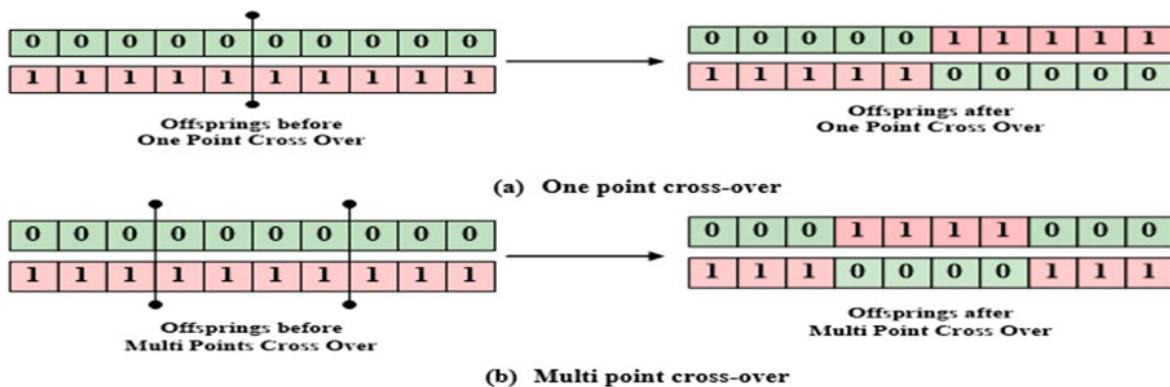 0 0 0 0 0 0 0 0 0 0
1 1 1 1 1 1 1 1 1 1
Offsprings before
One Point Cross Over
0 0 0 0 0 1 1 1 1 1
1 1 1 1 1 0 0 0 0 0
Offsprings after
One Point Cross Over
(a) One point cross-over
0 0 0 0 0 0 0 0 0 0
1 1 1 1 1 1 1 1 1 1
Offsprings before
Multi Points Cross Over
0 0 0 1 1 1 1 0 0 0
1 1 1 0 0 0 0 1 1 1
Offsprings after
Multi Point Cross Over
(b) Multi point cross-over